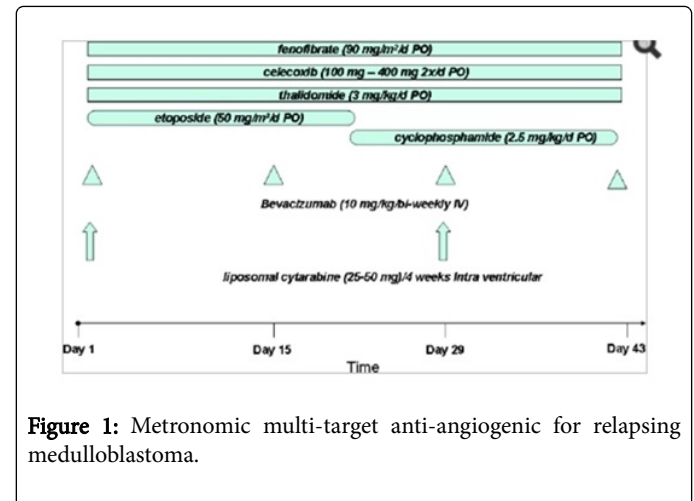 fenofibrate (90 mg/m²/d PO)
celecoxib (100 mg – 400 mg 2x/d PO)
thalidomide (3 mg/kg/d PO)
etoposide (50 mg/m²/d PO)
cyclophosphamide (2.5 mg/kg/d PO)
Bevacizumab (10 mg/kg/bi-weekly IV)
liposomal cytarabine (25-50 mg)/4 weeks Intra ventricular
Day 1 Day 15 Day 29 Day 43
Time
Figure 1: Metronomic multi-target anti-angiogenic for relapsing
medulloblastoma.